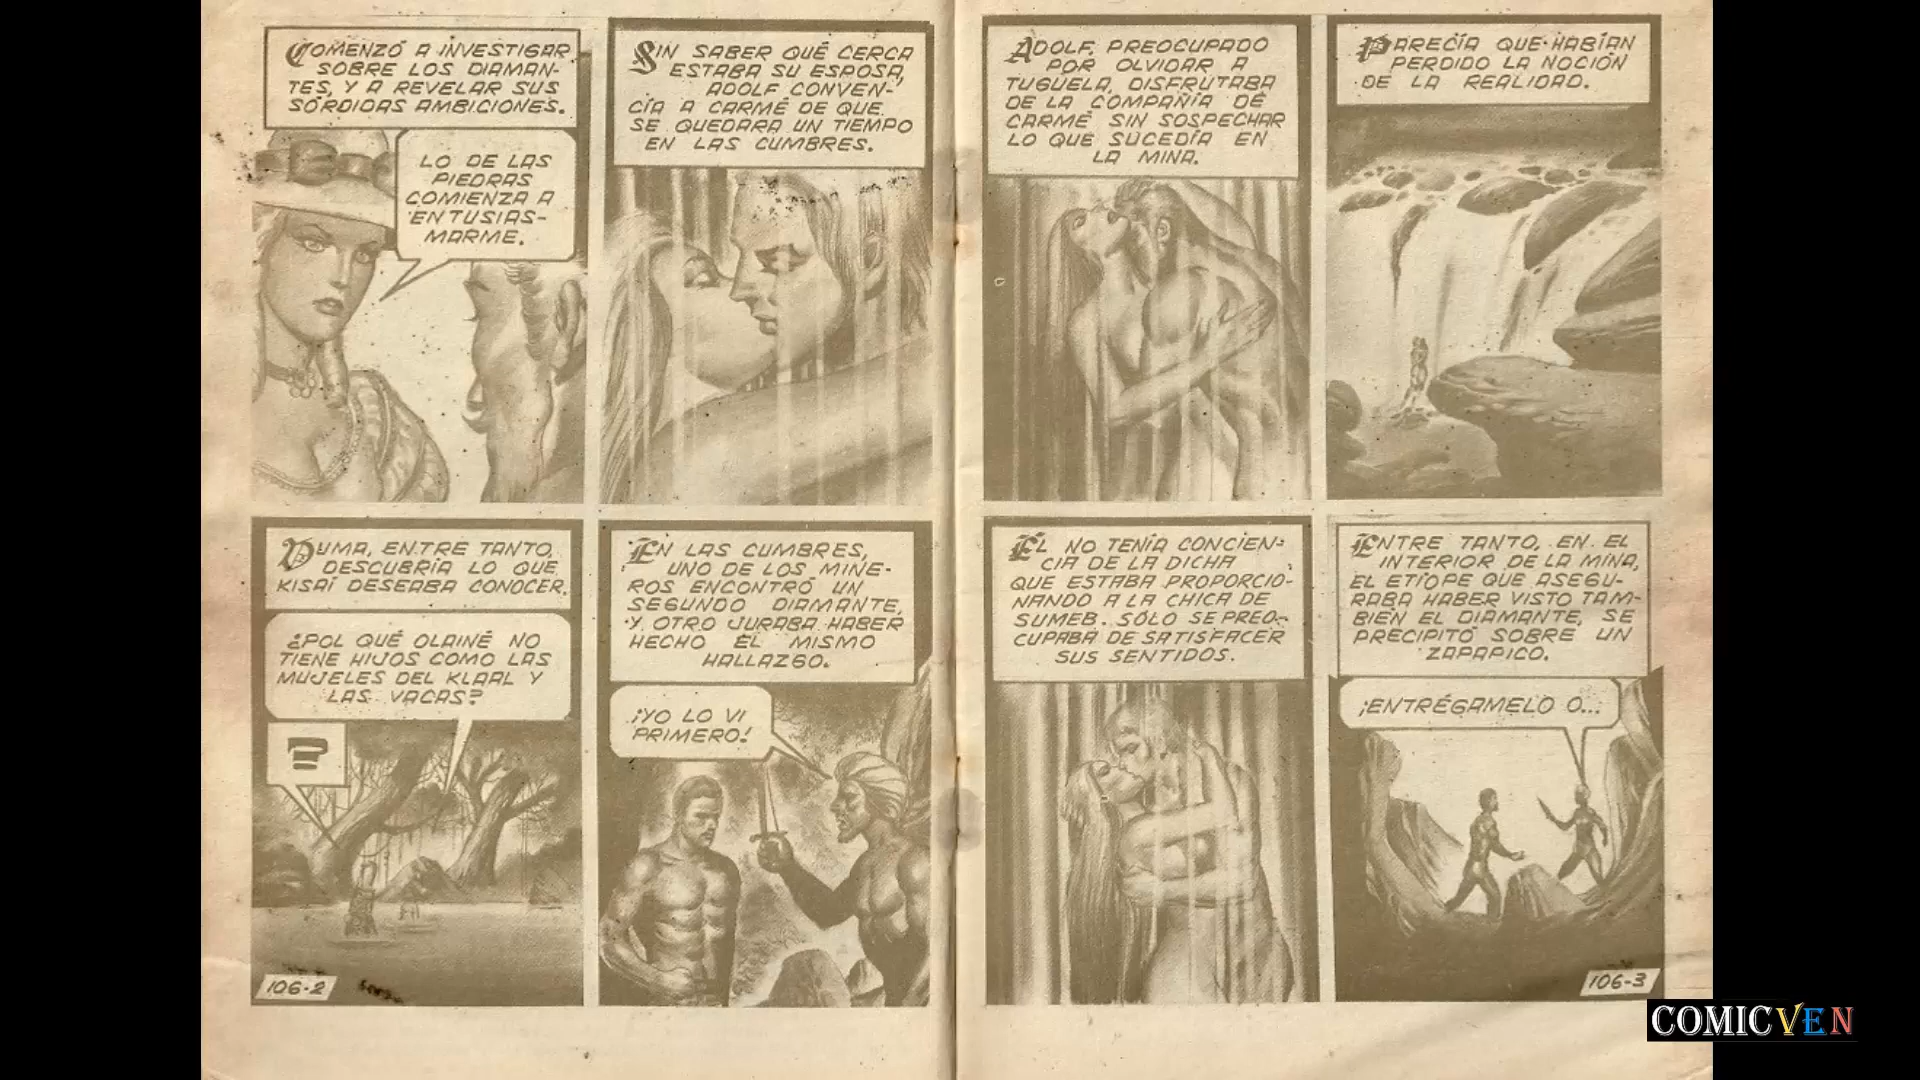 COMENZÓ A INVESTIGAR
SOBRE LOS DIAMAN-
TES, Y A REVELAR SUS
SÓRDIDAS AMBICIONES.
LO DE LAS
PIEDRAS
COMIENZA A
ENTUSIAS-
MARME.
SIN SABER QUÉ CERCA
ESTABA SU ESPOSA,
ADOLF CONVEN-
CÍA A CARMÉ DE QUE
SE QUEDARA UN TIEMPO
EN LAS CUMBRES.
DUMA, ENTRE TANTO,
DESCUBRÍA LO QUE
KISAÍ DESEABA CONOCER.
¿POL QUÉ OLAINÉ NO
TIENE HIJOS COMO LAS
MUJELES DEL KLAAL Y
LAS VACAS?
?
106-2
EN LAS CUMBRES,
UNO DE LOS MINE-
ROS ENCONTRÓ UN
SEGUNDO DIAMANTE,
Y OTRO JURABA HABER
HECHO EL MISMO
HALLAZGO.
¡YO LO VI
PRIMERO!
ADOLF, PREOCUPADO
POR OLVIDAR A
TUGUELA, DISFRUTABA
DE LA COMPAÑÍA DE
CARMÉ SIN SOSPECHAR
LO QUE SUCEDÍA EN
LA MINA.
PARECÍA QUE HABÍAN
PERDIDO LA NOCIÓN
DE LA REALIDAD.
ÉL NO TENÍA CONCIEN-
CIA DE LA DICHA
QUE ESTABA PROPORCIO-
NANDO A LA CHICA DE
SUMEB. SÓLO SE PREO-
CUPABA DE SATISFACER
SUS SENTIDOS.
ENTRE TANTO, EN EL
INTERIOR DE LA MINA,
EL ETÍOPE QUE ASEGU-
RABA HABER VISTO TAM-
BIÉN EL DIAMANTE, SE
PRECIPITÓ SOBRE UN
ZAPAPICO.
¡ENTRÉGAMELO O...
106-3
COMICVEN